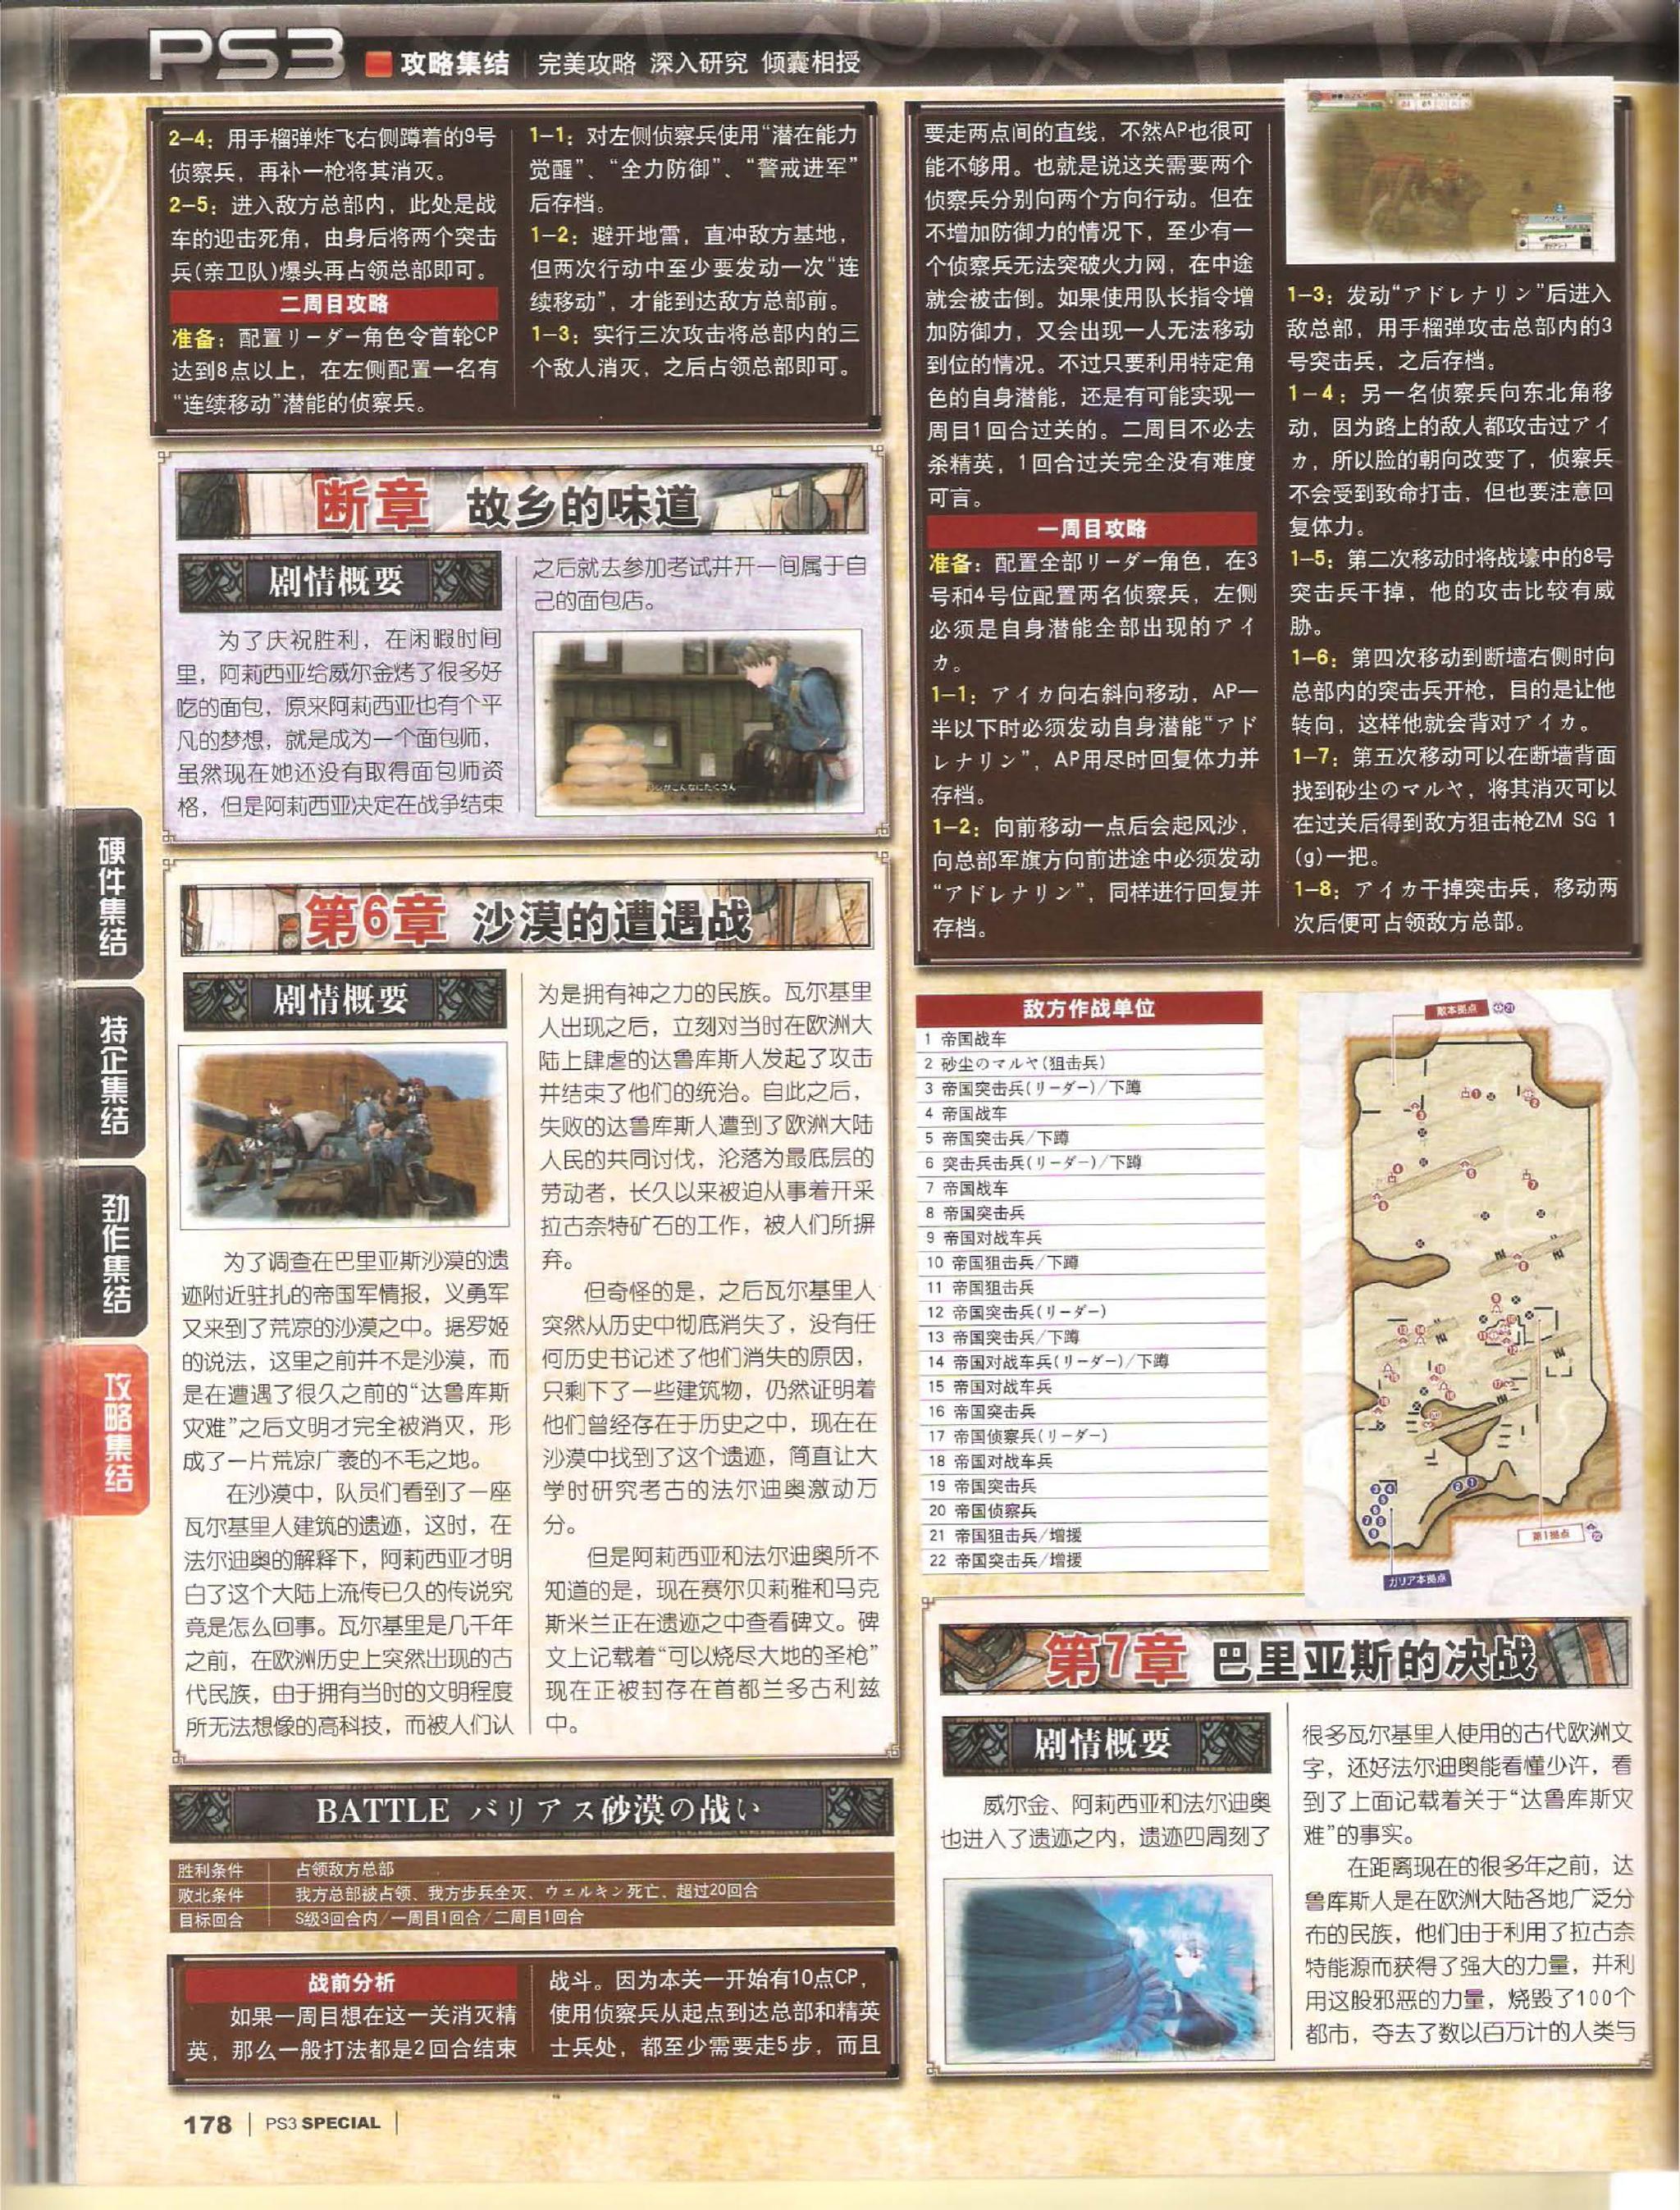 PS3 攻略集结 | 完美攻略 深入研究 倾囊相授
2-4：用手榴弹炸飞右侧蹲着的9号
侦察兵，再补一枪将其消灭。
2-5：进入敌方总部内，此处是战
车的迎击死角，由身后将两个突击
兵(亲卫队)爆头再占领总部即可。
二周目攻略
准备：配置リーダー角色令首轮CP
达到8点以上，在左侧配置一名有
“连续移动”潜能的侦察兵。
1-1：对左侧侦察兵使用“潜在能力
觉醒”、“全力防御”、“警戒进军”
后存档。
1-2：避开地雷，直冲敌方基地，
但两次行动中至少要发动一次“连
续移动”，才能到达敌方总部前。
1-3：实行三次攻击将总部内的三
个敌人消灭，之后占领总部即可。
断章 故乡的味道
剧情概要
为了庆祝胜利，在闲暇时间
里，阿莉西亚给威尔金烤了很多好
吃的面包，原来阿莉西亚也有个平
凡的梦想，就是成为一个面包师，
虽然现在她还没有取得面包师资
格，但是阿莉西亚决定在战争结束
之后就去参加考试并开一间属于自
己的面包店。
第6章 沙漠的遭遇战
剧情概要
为了调查在巴里亚斯沙漠的遗
迹附近驻扎的帝国军情报，义勇军
又来到了荒凉的沙漠之中。据罗姬
的说法，这里之前并不是沙漠，而
是在遭遇了很久之前的“达鲁库斯
灾难”之后文明才完全被消灭，形
成了一片荒凉广袤的不毛之地。
在沙漠中，队员们看到了一座
瓦尔基里人建筑的遗迹，这时，在
法尔迪奥的解释下，阿莉西亚才明
白了这个大陆上流传已久的传说究
竟是怎么回事。瓦尔基里是几千年
之前，在欧洲历史上突然出现的古
代民族，由于拥有当时的文明程度
所无法想像的高科技，而被人们认
为是拥有神之力的民族。瓦尔基里
人出现之后，立刻对当时在欧洲大
陆上肆虐的达鲁库斯人发起了攻击
并结束了他们的统治。自此之后，
失败的达鲁库斯人遭到了欧洲大陆
人民的共同讨伐，沦落为最底层的
劳动者，长久以来被迫从事着开采
拉古奈特矿石的工作，被人们所摒
弃。
但奇怪的是，之后瓦尔基里人
突然从历史中彻底消失了，没有任
何历史书记述了他们消失的原因，
只剩下了一些建筑物，仍然证明着
他们曾经存在于历史之中，现在在
沙漠中找到了这个遗迹，简直让大
学时研究考古的法尔迪奥激动万
分。
但是阿莉西亚和法尔迪奥所不
知道的是，现在赛尔贝莉雅和马克
斯米兰正在遗迹之中查看碑文。碑
文上记载着“可以烧尽大地的圣枪”
现在正被封存在首都兰多古利兹
中。
BATTLE バリアス砂漠の战い
胜利条件 占领敌方总部
败北条件 我方总部被占领、我方步兵全灭、ウェルキン死亡、超过20回合
目标回合 S级3回合内/一周目1回合/二周目1回合
战前分析
如果一周目想在这一关消灭精
英，那么一般打法都是2回合结束
战斗。因为本关一开始有10点CP，
使用侦察兵从起点到达总部和精英
士兵处，都至少需要走5步，而且
要走两点间的直线，不然AP也很可
能不够用。也就是说这关需要两个
侦察兵分别向两个方向行动。但在
不增加防御力的情况下，至少有一
个侦察兵无法突破火力网，在中途
就会被击倒。如果使用队长指令增
加防御力，又会出现一人无法移动
到位的情况。不过只要利用特定角
色的自身潜能，还是有可能实现一
周目1回合过关的。二周目不必去
杀精英，1回合过关完全没有难度
可言。
一周目攻略
准备：配置全部リーダー角色，在3
号和4号位配置两名侦察兵，左侧
必须是自身潜能全部出现的アイ
カ。
1-1：アイカ向右斜向移动，AP一
半以下时必须发动自身潜能“アド
レナリン”，AP用尽时回复体力并
存档。
1-2：向前移动一点后会起风沙，
向总部军旗方向前进途中必须发动
“アドレナリン”，同样进行回复并
存档。
1-3：发动“アドレナリン”后进入
敌总部，用手榴弹攻击总部内的3
号突击兵，之后存档。
1-4：另一名侦察兵向东北角移
动，因为路上的敌人都攻击过アイ
カ，所以脸的朝向改变了，侦察兵
不会受到致命打击，但也要注意回
复体力。
1-5：第二次移动时将战壕中的8号
突击兵干掉，他的攻击比较有威
胁。
1-6：第四次移动到断墙右侧时向
总部内的突击兵开枪，目的是让他
转向，这样他就会背对アイカ。
1-7：第五次移动可以在断墙背面
找到砂尘のマルヤ，将其消灭可以
在过关后得到敌方狙击枪ZM SG 1
(g)一把。
1-8：アイカ干掉突击兵，移动两
次后便可占领敌方总部。
敌方作战单位
1 帝国战车
2 砂尘のマルヤ(狙击兵)
3 帝国突击兵(リーダー)/下蹲
4 帝国战车
5 帝国突击兵/下蹲
6 突击兵击兵(リーダー)/下蹲
7 帝国战车
8 帝国突击兵
9 帝国对战车兵
10 帝国狙击兵/下蹲
11 帝国狙击兵
12 帝国突击兵(リーダー)
13 帝国突击兵/下蹲
14 帝国对战车兵(リーダー)/下蹲
15 帝国对战车兵
16 帝国突击兵
17 帝国侦察兵(リーダー)
18 帝国对战车兵
19 帝国突击兵
20 帝国侦察兵
21 帝国狙击兵/增援
22 帝国突击兵/增援
敵本拠点
第1拠点
ガリア本拠点
第7章 巴里亚斯的决战
剧情概要
威尔金、阿莉西亚和法尔迪奥
也进入了遗迹之内，遗迹四周刻了
很多瓦尔基里人使用的古代欧洲文
字，还好法尔迪奥能看懂少许，看
到了上面记载着关于“达鲁库斯灾
难”的事实。
在距离现在的很多年之前，达
鲁库斯人是在欧洲大陆各地广泛分
布的民族，他们由于利用了拉古奈
特能源而获得了强大的力量，并利
用这股邪恶的力量，烧毁了100个
都市，夺去了数以百万计的人类与
硬件集结
特企集结
劲作集结
攻略集结
178 | PS3 SPECIAL |